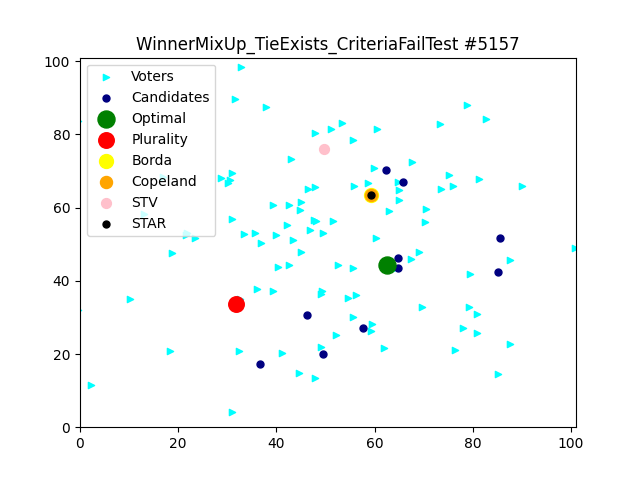 WinnerMixUp_TieExists_CriteriaFailTest #5157
100
80
60
40
20
0
Voters
Candidates
Optimal
Plurality
Borda
Copeland
STV
STAR
0 20 40 60 80 100